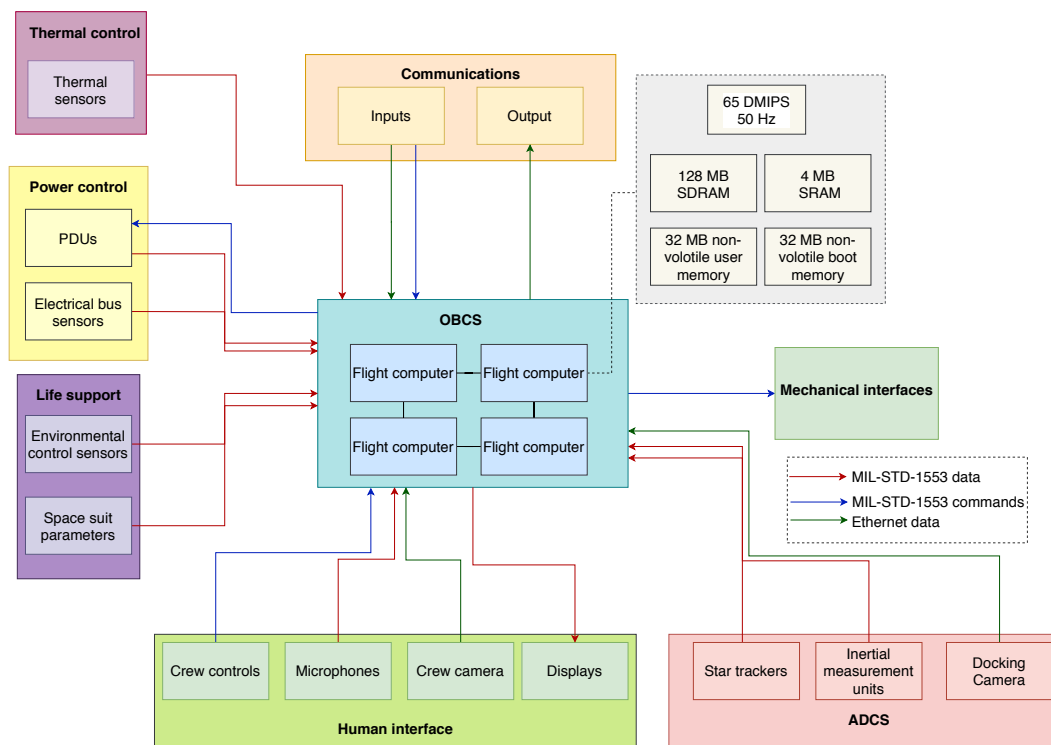 Thermal control
Thermal
sensors
Communications
Inputs
Output
65 DMIPS
50 Hz
128 MB
SDRAM
4 MB
SRAM
32 MB non-
volotile user
memory
32 MB non-
volotile boot
memory
Power control
PDUs
Electrical bus
sensors
OBCS
Flight computer
Flight computer
Flight computer
Flight computer
Mechanical interfaces
Life support
Environmental
control sensors
Space suit
parameters
MIL-STD-1553 data
MIL-STD-1553 commands
Ethernet data
Crew controls
Microphones
Crew camera
Displays
Human interface
Star trackers
Inertial
measurement
units
Docking
Camera
ADCS